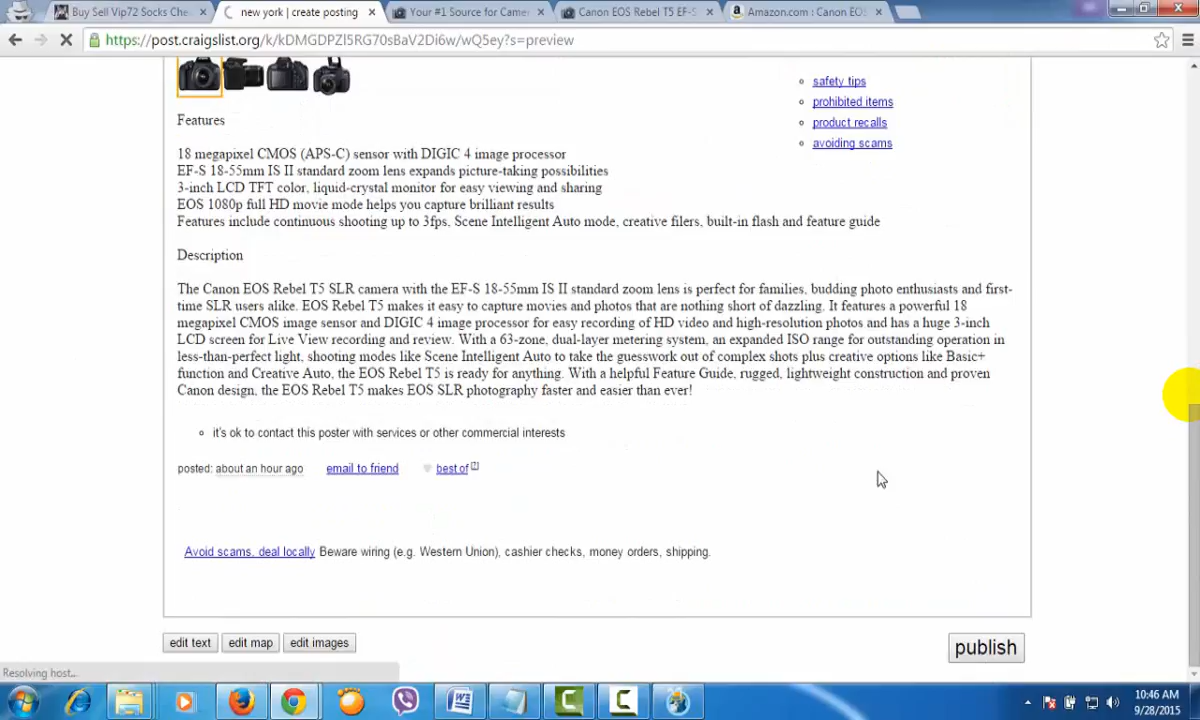 Buy Sell Vip72 Socks Che
new york | create posting
Your #1 Source for Camer
Canon EOS Rebel T5 EF-S
Amazon.com : Canon EOS
https://post.craigslist.org/k/kDMGDPZl5RG70sBaV2Di6w/wQ5ey?s=preview
safety tips
prohibited items
product recalls
avoiding scams
Features
18 megapixel CMOS (APS-C) sensor with DIGIC 4 image processor
EF-S 18-55mm IS II standard zoom lens expands picture-taking possibilities
3-inch LCD TFT color, liquid-crystal monitor for easy viewing and sharing
EOS 1080p full HD movie mode helps you capture brilliant results
Features include continuous shooting up to 3fps, Scene Intelligent Auto mode, creative filers, built-in flash and feature guide
Description
The Canon EOS Rebel T5 SLR camera with the EF-S 18-55mm IS II standard zoom lens is perfect for families, budding photo enthusiasts and first-
time SLR users alike. EOS Rebel T5 makes it easy to capture movies and photos that are nothing short of dazzling. It features a powerful 18
megapixel CMOS image sensor and DIGIC 4 image processor for easy recording of HD video and high-resolution photos and has a huge 3-inch
LCD screen for Live View recording and review. With a 63-zone, dual-layer metering system, an expanded ISO range for outstanding operation in
less-than-perfect light, shooting modes like Scene Intelligent Auto to take the guesswork out of complex shots plus creative options like Basic+
function and Creative Auto, the EOS Rebel T5 is ready for anything. With a helpful Feature Guide, rugged, lightweight construction and proven
Canon design, the EOS Rebel T5 makes EOS SLR photography faster and easier than ever!
it's ok to contact this poster with services or other commercial interests
posted: about an hour ago email to friend best of [?]
Avoid scams, deal locally Beware wiring (e.g. Western Union), cashier checks, money orders, shipping.
edit text edit map edit images publish
Resolving host...
10:46 AM
9/28/2015